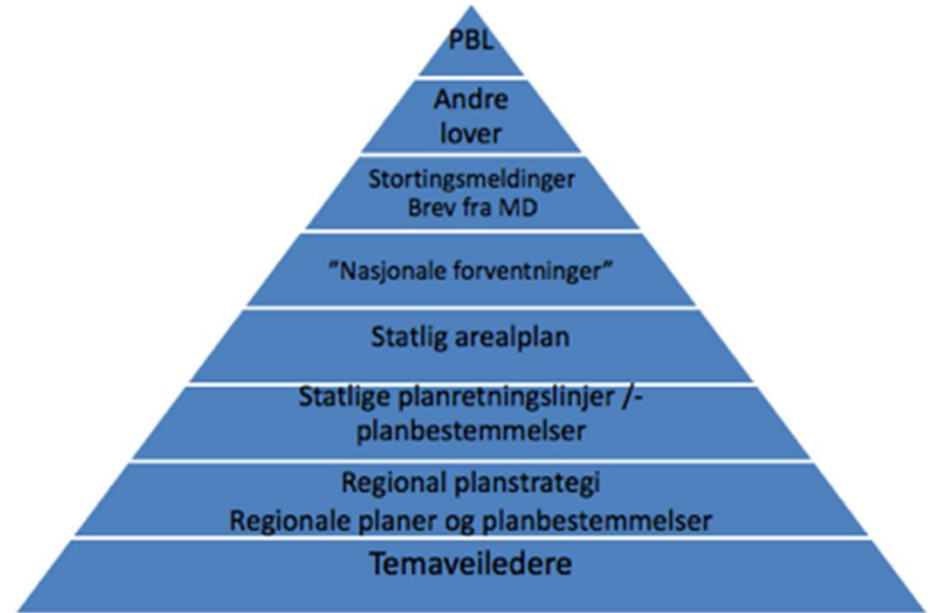 PBL
Andre
lover
Stortingsmeldinger
Brev fra MD
”Nasjonale forventninger”
Statlig arealplan
Statlige planretningslinjer /-
planbestemmelser
Regional planstrategi
Regionale planer og planbestemmelser
Temaveiledere